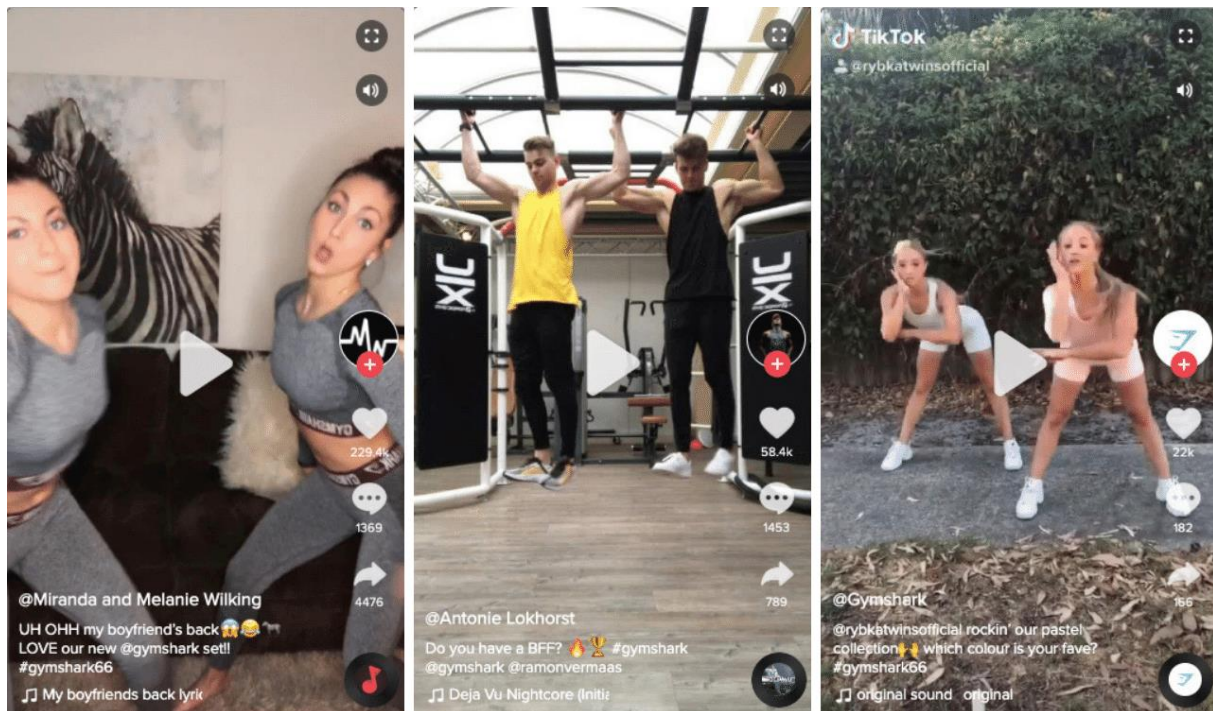 GYMSHARK
229.4k
1369
4476
@Miranda and Melanie Wilking
UH OHH my boyfriend's back😱😂🐄
LOVE our new @gymshark set!!
#gymshark66
♫ My boyfriends back lyric
XIC
XIC
58.4k
1453
789
@Antonie Lokhorst
Do you have a BFF? 🔥🏆 #gymshark
@gymshark @ramonvermaas
♫ Deja Vu Nightcore (Initia
TikTok
@rybkatwinsofficial
22k
182
166
@Gymshark
@rybkatwinsofficial rockin' our pastel
collection🙌 which colour is your fave?
#gymshark66
♫ original sound original